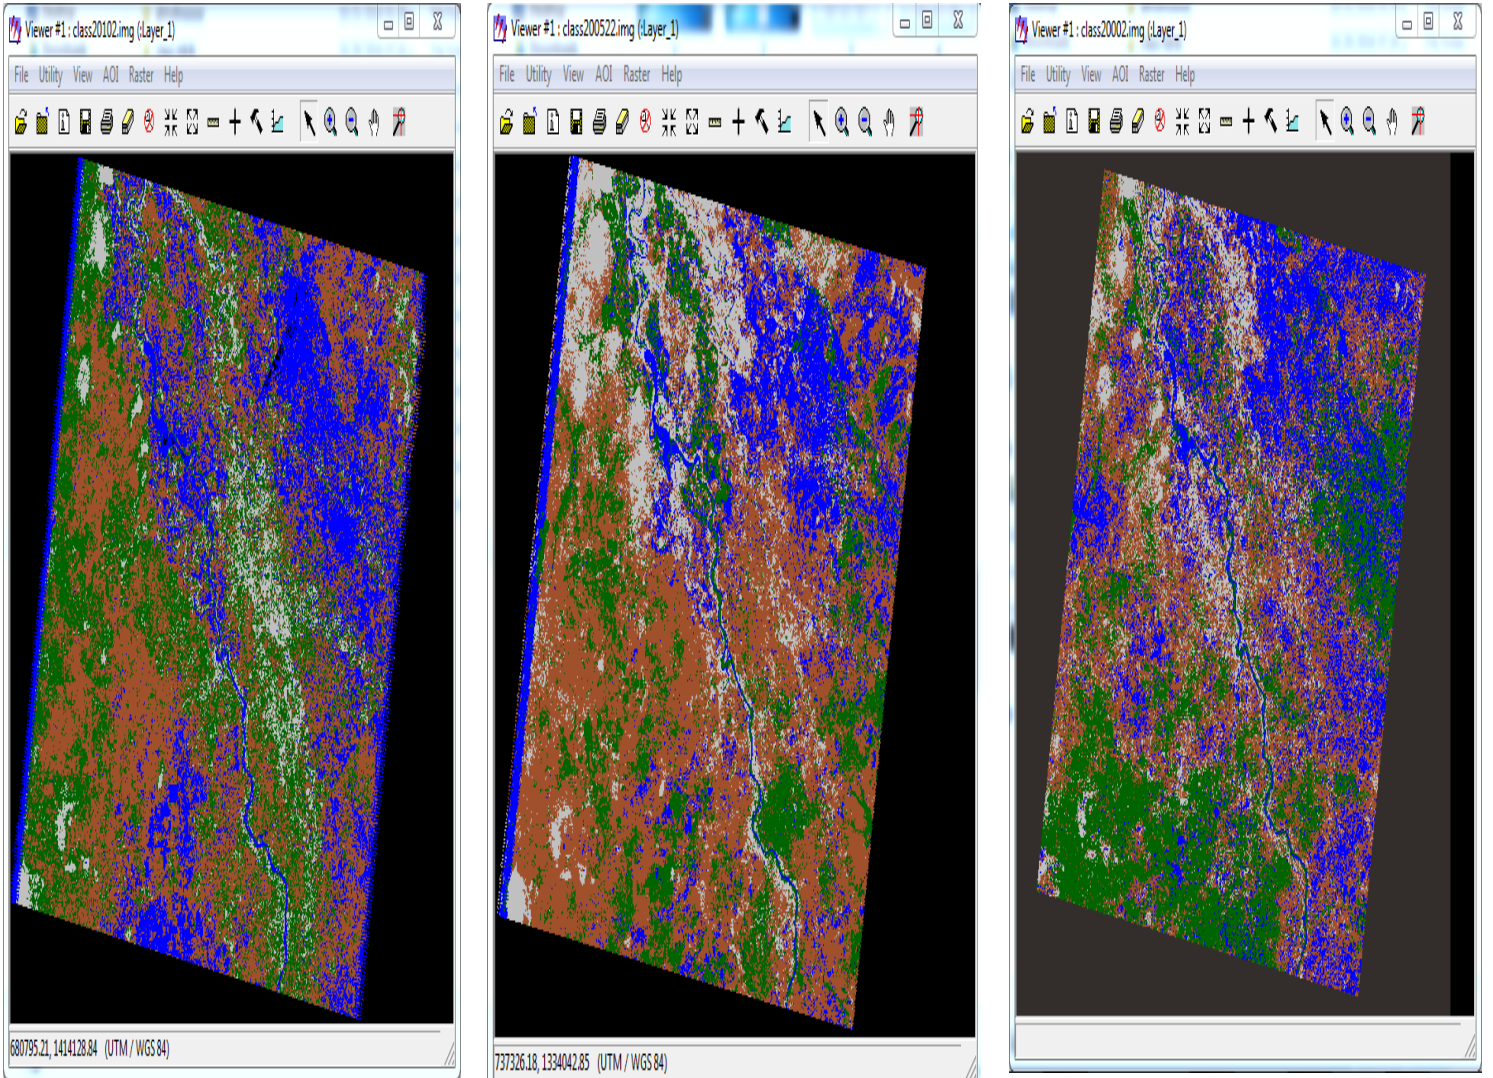 Viewer #1 : class20102.img (:Layer_1)
File Utility View AOI Raster Help
680795.21, 1414128.84 (UTM / WGS 84)
Viewer #1 : class200522.img (:Layer_1)
File Utility View AOI Raster Help
737326.18, 1334042.85 (UTM / WGS 84)
Viewer #1 : class20002.img (:Layer_1)
File Utility View AOI Raster Help